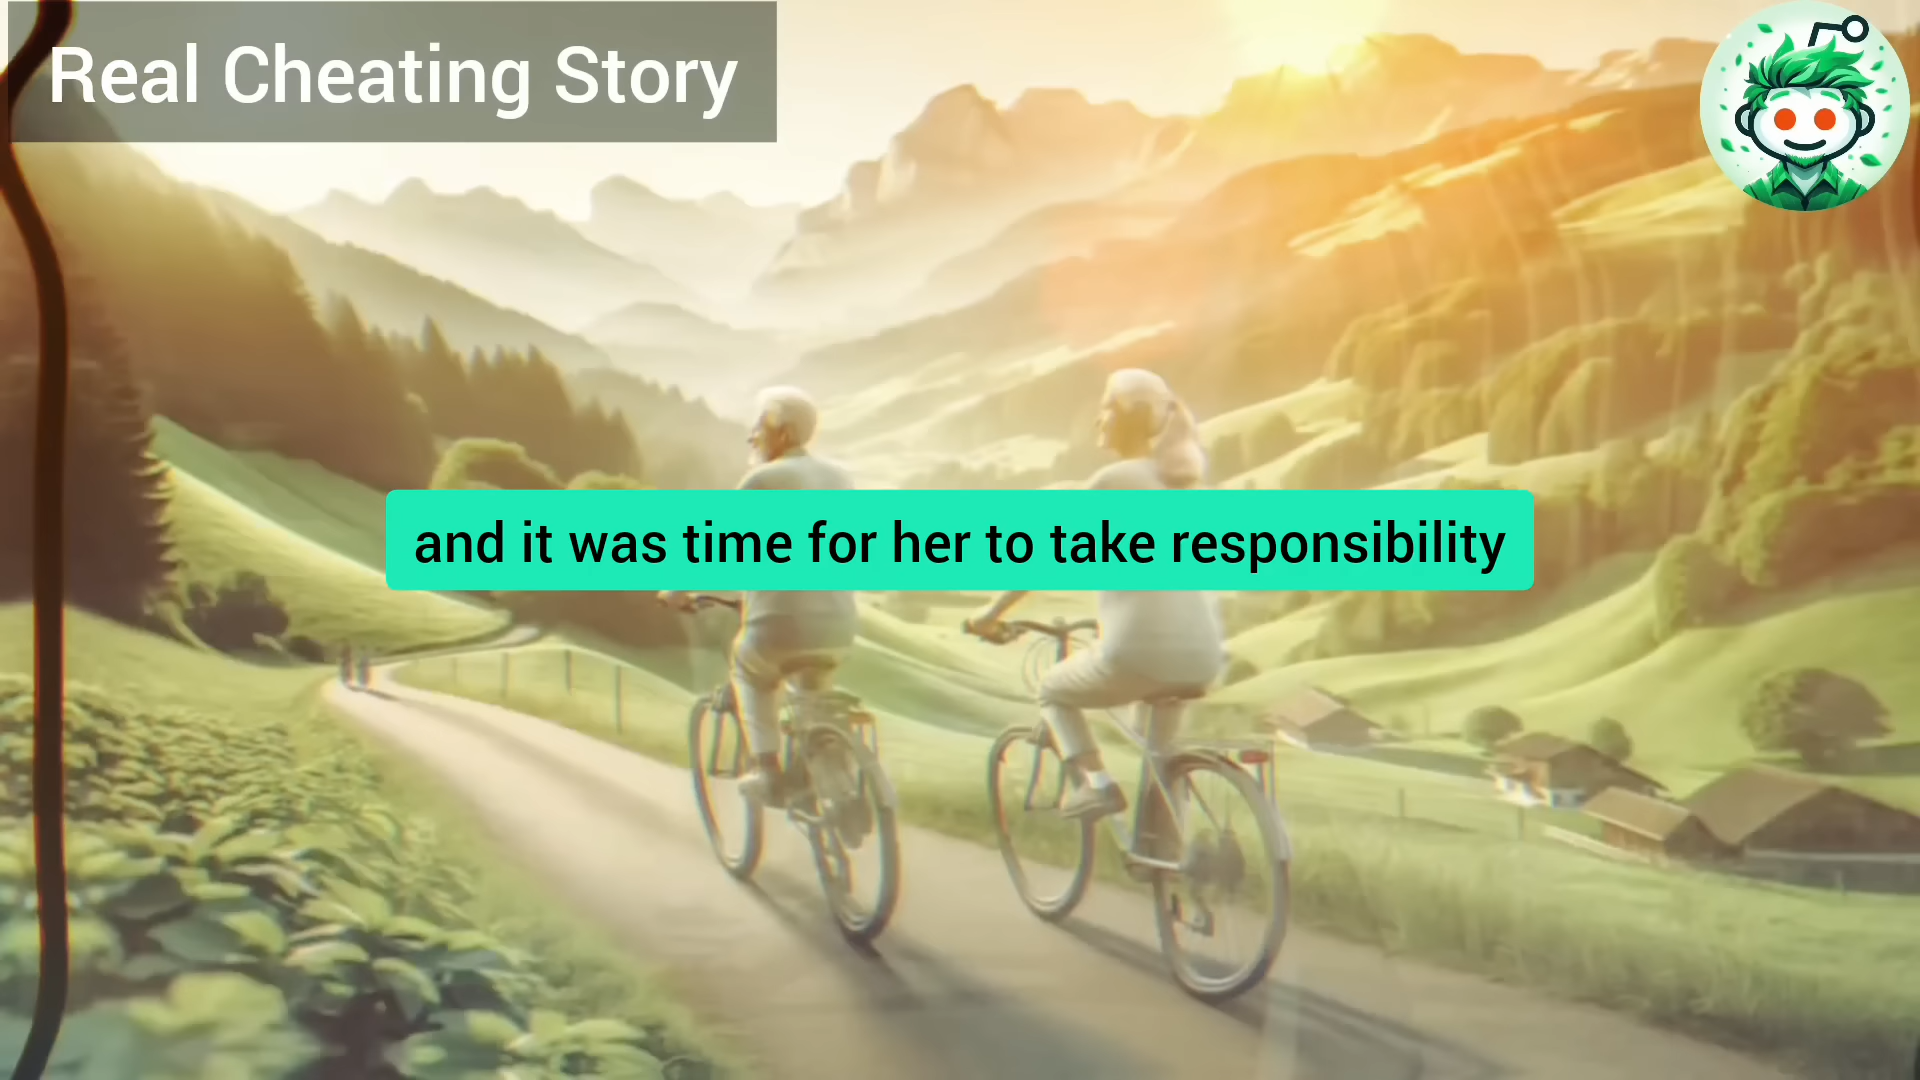 Real Cheating Story
and it was time for her to take responsibility